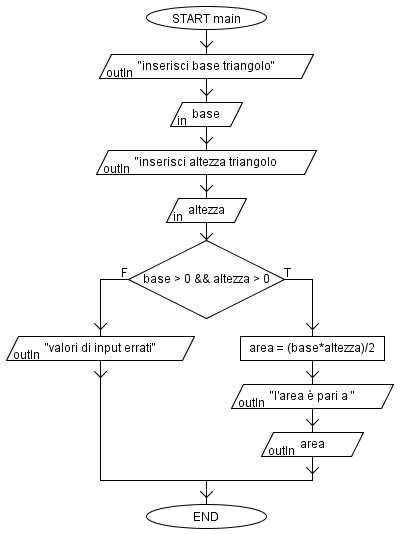 START main
"inserisci base triangolo"
outln
base
in
"inserisci altezza triangolo
outln
altezza
in
F
base > 0 && altezza > 0
T
"valori di input errati"
outln
area = (base*altezza)/2
"l'area è pari a "
outln
area
outln
END